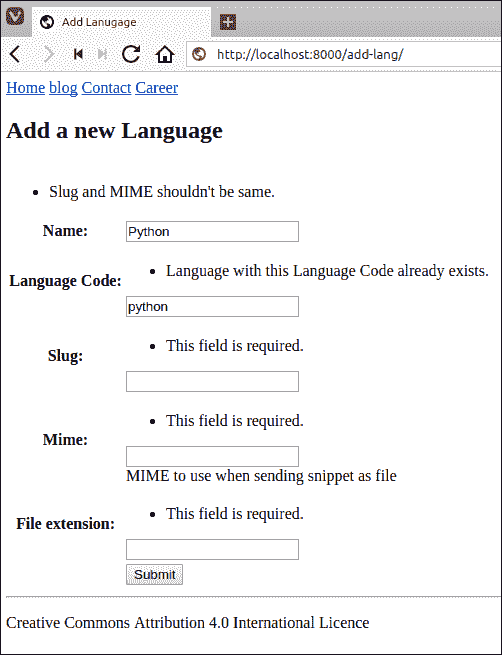 Add Lanugage
http://localhost:8000/add-lang/
Home blog Contact Career
Add a new Language
Slug and MIME shouldn't be same.
Name: Python
Language with this Language Code already exists.
Language Code: python
This field is required.
Slug:
This field is required.
Mime:
MIME to use when sending snippet as file
This field is required.
File extension:
Submit
Creative Commons Attribution 4.0 International Licence